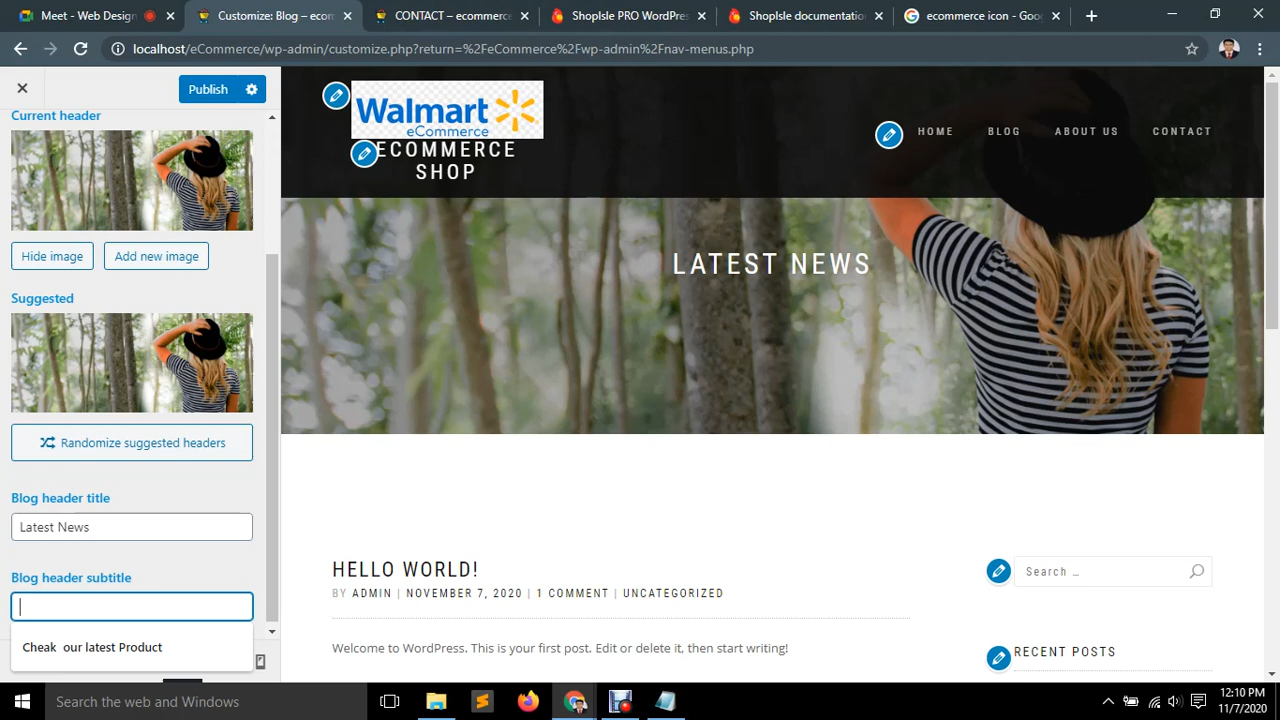 Meet - Web Desig
Customize: Blog – ecom
CONTACT – ecommerce
ShopIsle PRO WordPres
ShopIsle documentatio
ecommerce icon - Goo
localhost/eCommerce/wp-admin/customize.php?return=%2FeCommerce%2Fwp-admin%2Fnav-menus.php
Publish
Current header
Hide image
Add new image
Suggested
Randomize suggested headers
Blog header title
Latest News
Blog header subtitle
Cheak our latest Product
Walmart
eCommerce
ECOMMERCE
SHOP
HOME
BLOG
ABOUT US
CONTACT
LATEST NEWS
HELLO WORLD!
BY ADMIN | NOVEMBER 7, 2020 | 1 COMMENT | UNCATEGORIZED
Welcome to WordPress. This is your first post. Edit or delete it, then start writing!
Search …
RECENT POSTS
Search the web and Windows
12:10 PM
11/7/2020